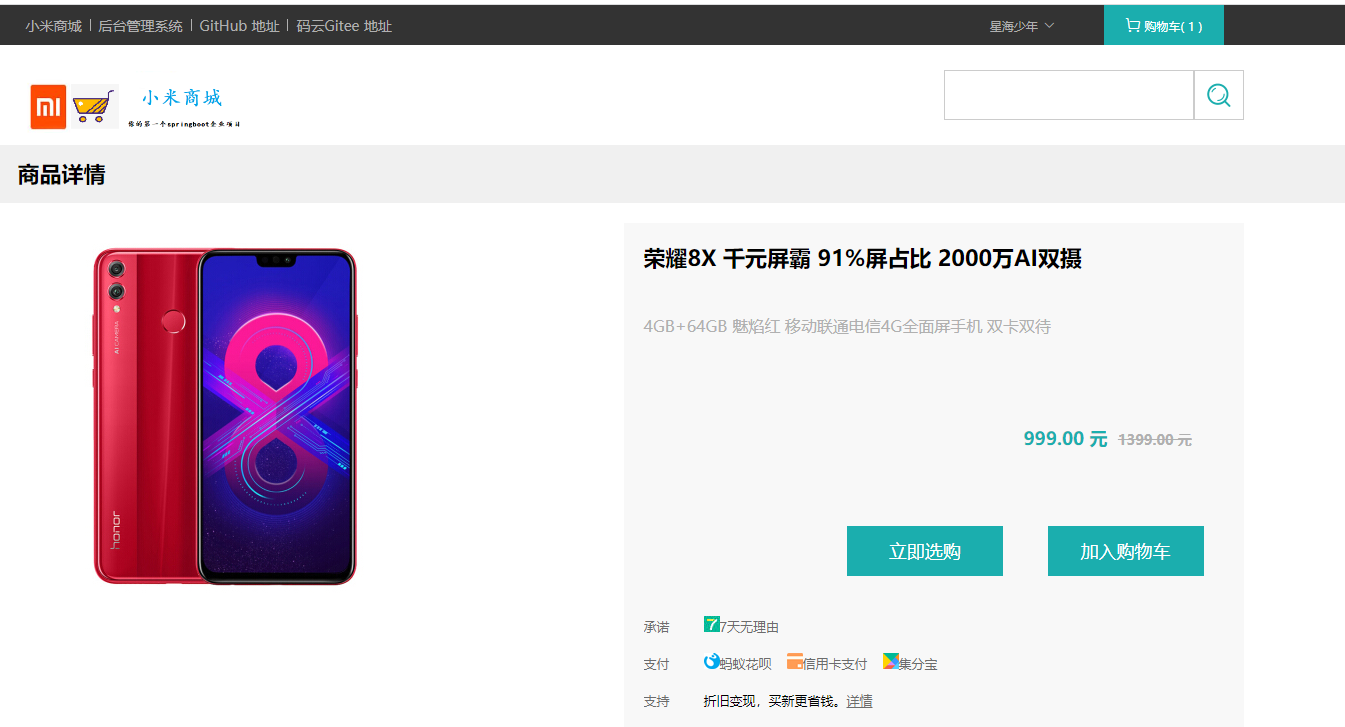 小米商城 后台管理系统 GitHub 地址 码云Gitee 地址 星海少年 购物车( 1 )
小米商城
你的第一个springboot企业项目
商品详情
荣耀8X 千元屏霸 91%屏占比 2000万AI双摄
4GB+64GB 魅焰红 移动联通电信4G全面屏手机 双卡双待
AI CAMERA
honor
999.00 元 1399.00 元
立即选购 加入购物车
承诺 7 7天无理由
支付 蚂蚁花呗 信用卡支付 集分宝
支持 折旧变现，买新更省钱。详情